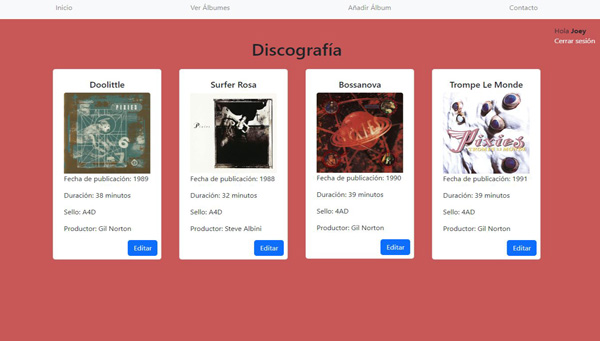 Inicio
Ver Álbumes
Añadir Álbum
Contacto
Hola Joey
Cerrar sesión
Discografía
Doolittle
PIXIES
Fecha de publicación: 1989
Duración: 38 minutos
Sello: A4D
Productor: Gil Norton
Editar
Surfer Rosa
Pixies
Fecha de publicación: 1988
Duración: 32 minutos
Sello: A4D
Productor: Steve Albini
Editar
Bossanova
Fecha de publicación: 1990
Duración: 39 minutos
Sello: 4AD
Productor: Gil Norton
Editar
Trompe Le Monde
Pixies
Fecha de publicación: 1991
Duración: 39 minutos
Sello: 4AD
Productor: Gil Norton
Editar